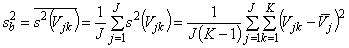 s_b^2 = \overline{s^2(V_{jk})} = \frac{1}{J} \sum_{j=1}^{J} s^2(V_{jk}) = \frac{1}{J(K-1)} \sum_{j=1}^{J} \sum_{k=1}^{K} (V_{jk} - \overline{V}_j)^2